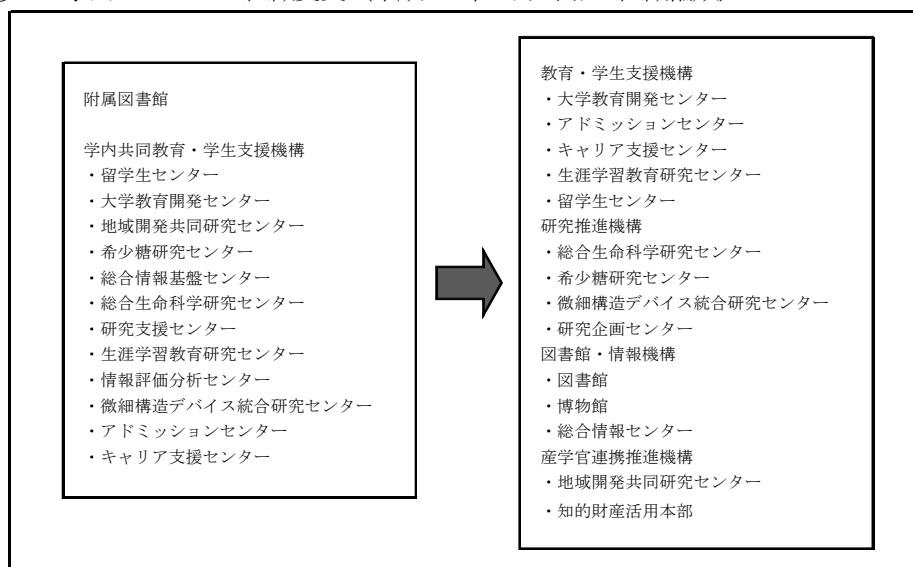 附属図書館
学内共同教育・学生支援機構
・留学生センター
・大学教育開発センター
・地域開発共同研究センター
・希少糖研究センター
・総合情報基盤センター
・総合生命科学研究センター
・研究支援センター
・生涯学習教育研究センター
・情報評価分析センター
・微細構造デバイス統合研究センター
・アドミッションセンター
・キャリア支援センター
教育・学生支援機構
・大学教育開発センター
・アドミッションセンター
・キャリア支援センター
・生涯学習教育研究センター
・留学生センター
研究推進機構
・総合生命科学研究センター
・希少糖研究センター
・微細構造デバイス統合研究センター
・研究企画センター
図書館・情報機構
・図書館
・博物館
・総合情報センター
産学官連携推進機構
・地域開発共同研究センター
・知的財産活用本部